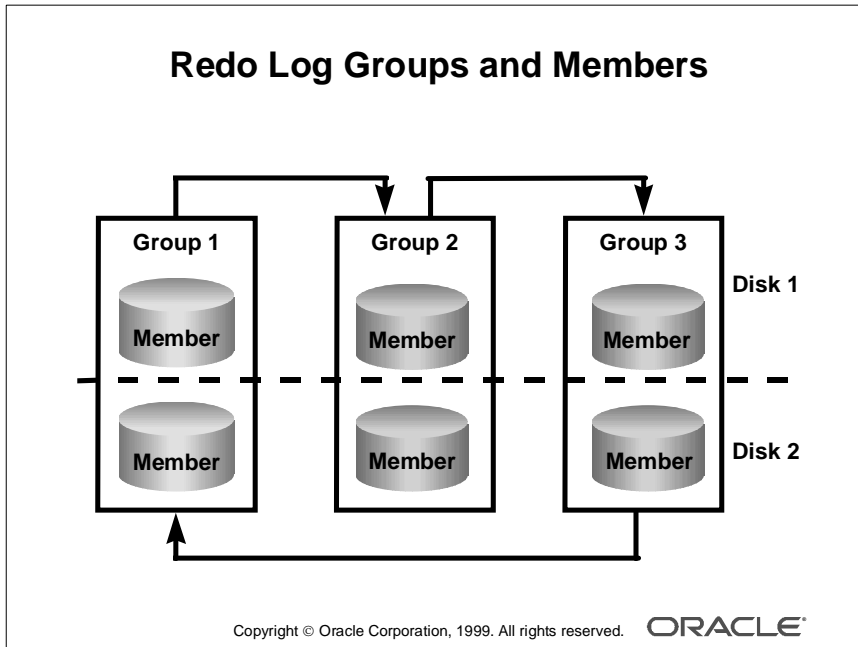 Redo Log Groups and Members
Group 1
Group 2
Group 3
Disk 1
Member
Member
Member
Member
Member
Member
Disk 2
Copyright © Oracle Corporation, 1999. All rights reserved.
ORACLE®